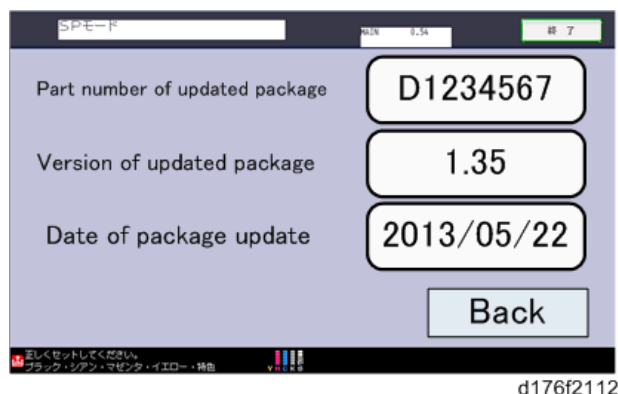 SPモード
MAIN 0.54
終 了
Part number of updated package
D1234567
Version of updated package
1.35
Date of package update
2013/05/22
Back
正しくセットしてください。
ブラック・シアン・マゼンタ・イエロー・特色
Y M C K
d176f2112